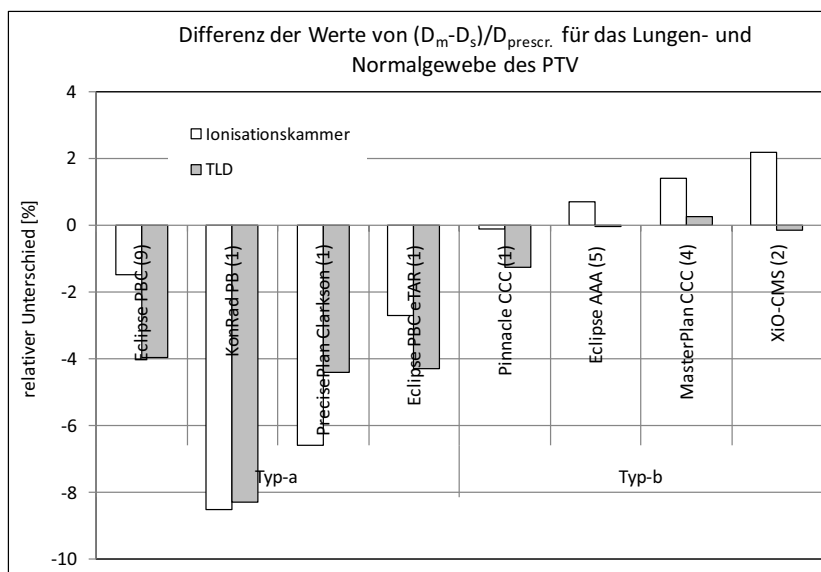 Differenz der Werte von (Dm-Ds)/Dprescr. für das Lungen- und
Normalgewebe des PTV
relativer Unterschied [%]
4
2
0
-2
-4
-6
-8
-10
Ionisationskammer
TLD
Eclipse PBC (9)
KonRad PB (1)
PrecisePlan Clarkson (1)
Eclipse PBC eTAR (1)
Pinnacle CCC (1)
Eclipse AAA (5)
MasterPlan CCC (4)
XiO-CMS (2)
Typ-a
Typ-b